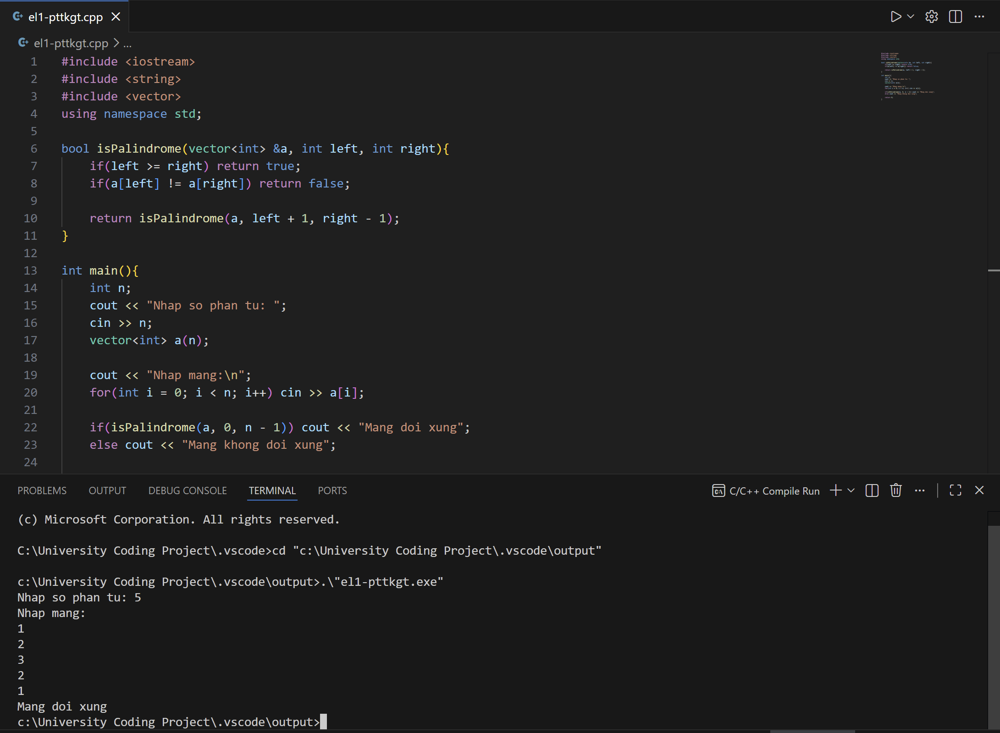 el1-pttkgt.cpp
el1-pttkgt.cpp > ...
1 #include <iostream>
2 #include <string>
3 #include <vector>
4 using namespace std;
5
6 bool isPalindrome(vector<int> &a, int left, int right){
7     if(left >= right) return true;
8     if(a[left] != a[right]) return false;
9
10     return isPalindrome(a, left + 1, right - 1);
11 }
12
13 int main(){
14     int n;
15     cout << "Nhap so phan tu: ";
16     cin >> n;
17     vector<int> a(n);
18
19     cout << "Nhap mang:\n";
20     for(int i = 0; i < n; i++) cin >> a[i];
21
22     if(isPalindrome(a, 0, n - 1)) cout << "Mang doi xung";
23     else cout << "Mang khong doi xung";
24
PROBLEMS OUTPUT DEBUG CONSOLE TERMINAL PORTS C/C++ Compile Run
(c) Microsoft Corporation. All rights reserved.
C:\University Coding Project\.vscode>cd "c:\University Coding Project\.vscode\output"
c:\University Coding Project\.vscode\output>.\"el1-pttkgt.exe"
Nhap so phan tu: 5
Nhap mang:
1
2
3
2
1
Mang doi xung
c:\University Coding Project\.vscode\output>